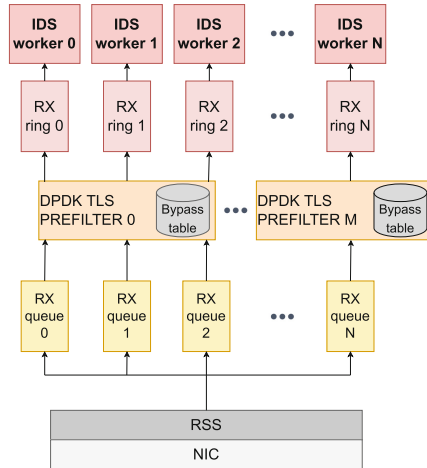 IDS
worker 0
IDS
worker 1
IDS
worker 2
IDS
worker N
RX
ring 0
RX
ring 1
RX
ring 2
RX
ring N
DPDK TLS
PREFILTER 0
Bypass
table
DPDK TLS
PREFILTER M
Bypass
table
RX
queue
0
RX
queue
1
RX
queue
2
RX
queue
N
RSS
NIC